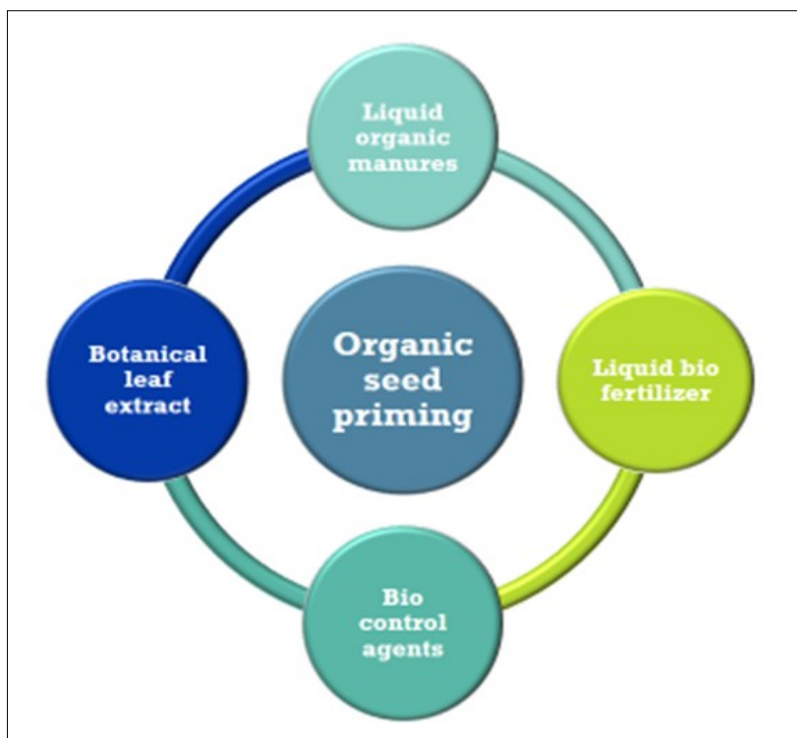 Liquid
organic
manures
Botanical
leaf
extract
Organic
seed
priming
Liquid bio
fertilizer
Bio
control
agents